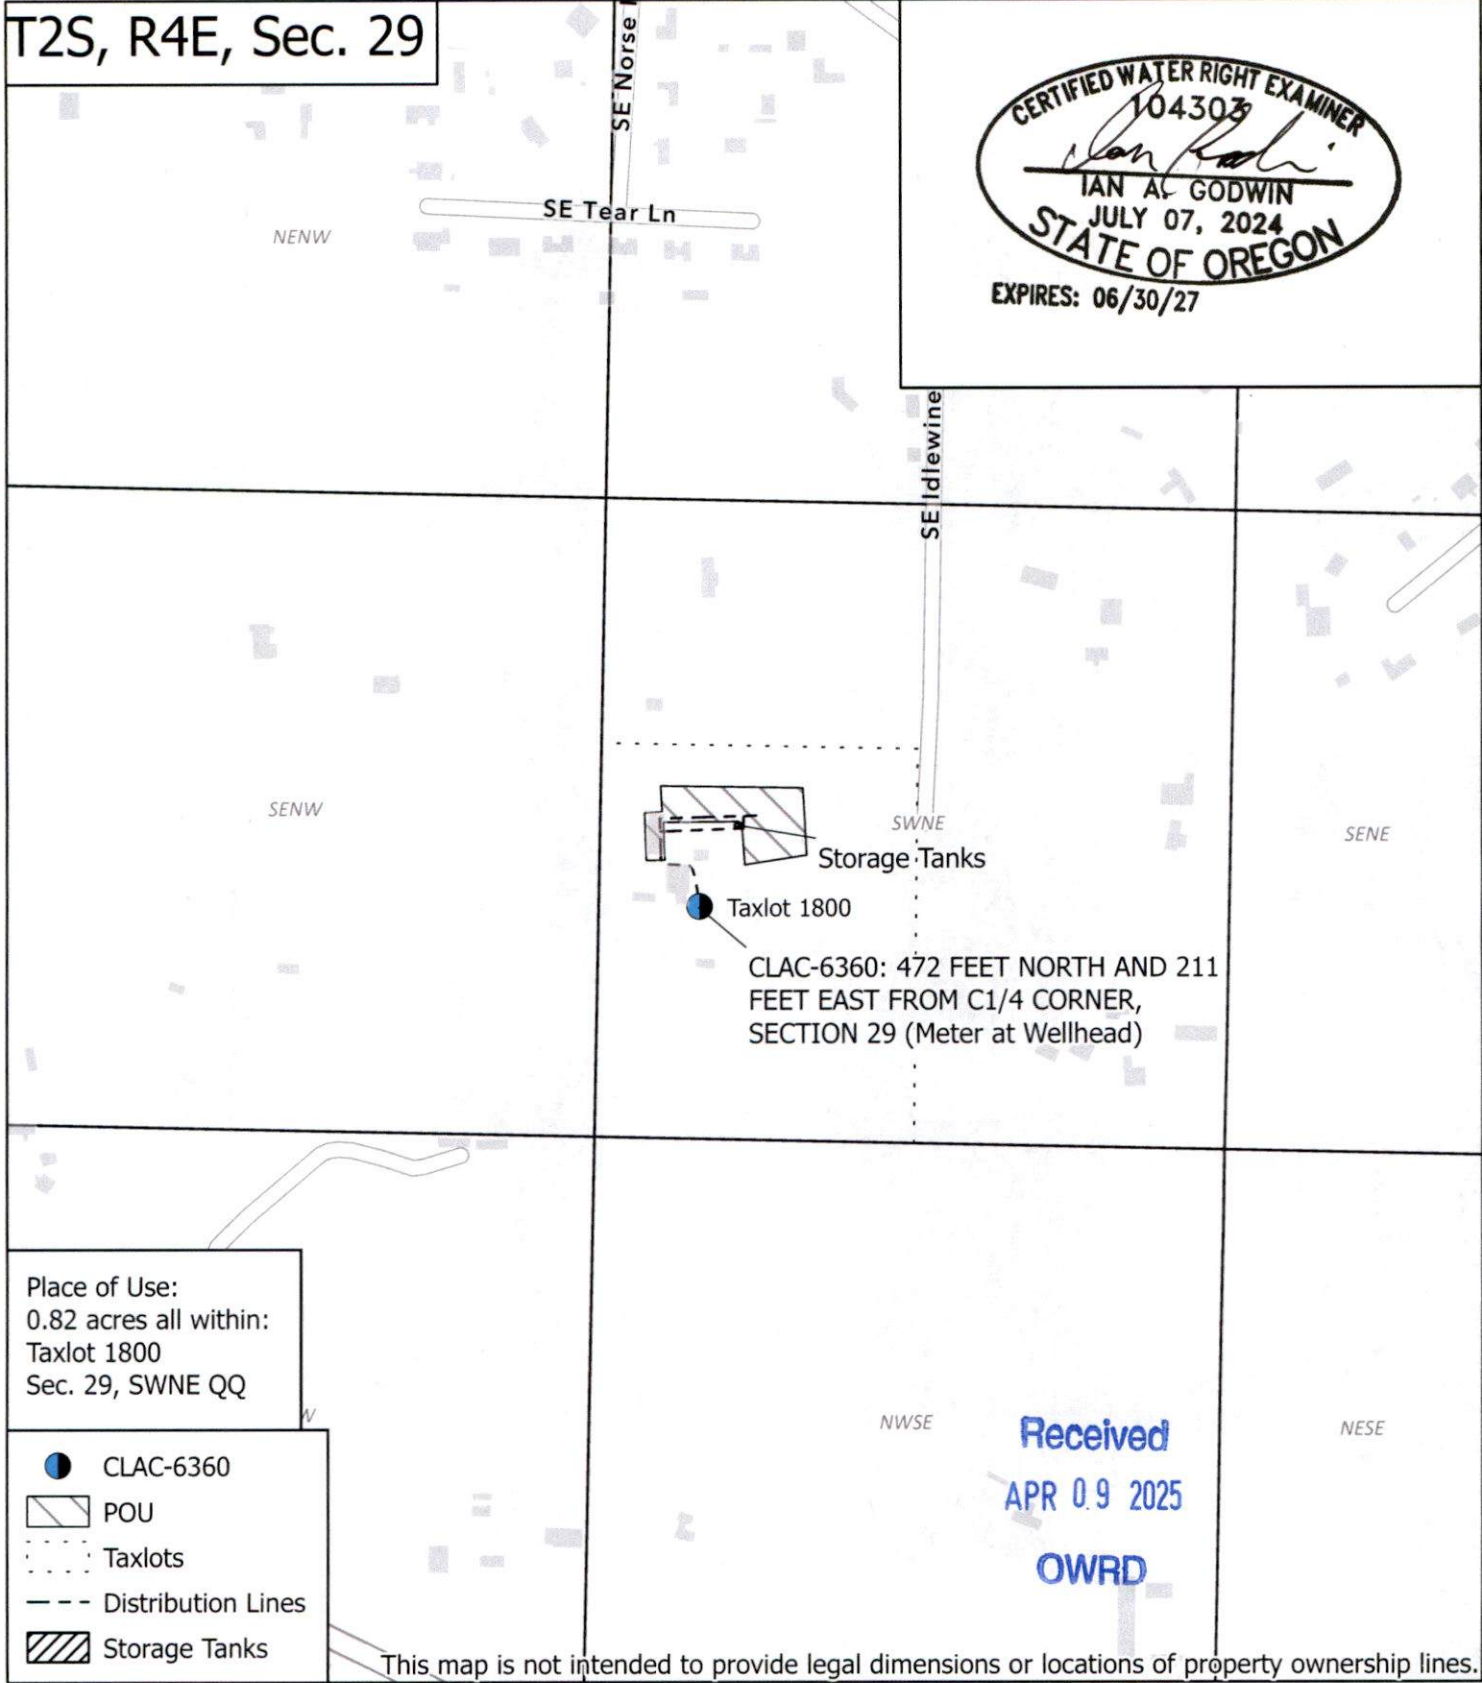 T2S, R4E, Sec. 29
SE Norse
CERTIFIED WATER RIGHT EXAMINER
104303
IAN A. GODWIN
JULY 07, 2024
STATE OF OREGON
EXPIRES: 06/30/27
SE Tear Ln
NENW
SE Idlewine
SENW
SWNE
SENE
Storage Tanks
Taxlot 1800
CLAC-6360: 472 FEET NORTH AND 211
FEET EAST FROM C1/4 CORNER,
SECTION 29 (Meter at Wellhead)
Place of Use:
0.82 acres all within:
Taxlot 1800
Sec. 29, SWNE QQ
W
NWSE
NESE
Received
APR 09 2025
OWRD
CLAC-6360
POU
Taxlots
Distribution Lines
Storage Tanks
This map is not intended to provide legal dimensions or locations of property ownership lines.